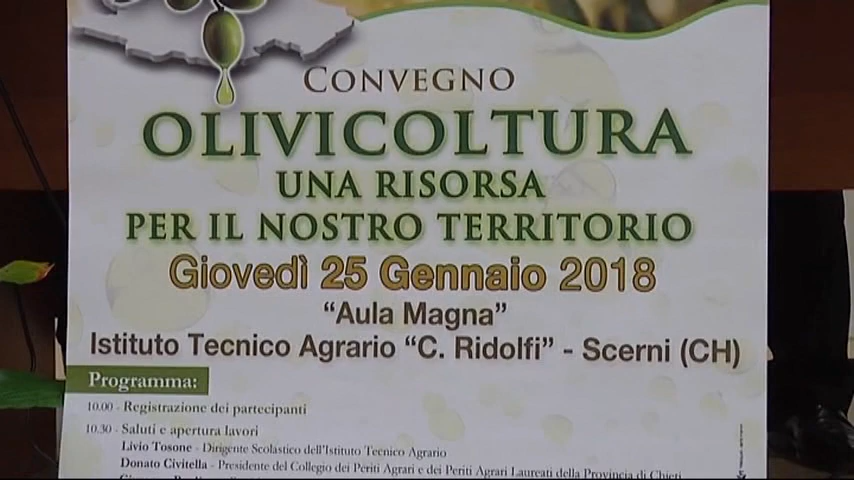 CONVEGNO
OLIVICOLTURA
UNA RISORSA
PER IL NOSTRO TERRITORIO
Giovedì 25 Gennaio 2018
“Aula Magna”
Istituto Tecnico Agrario “C. Ridolfi” - Scerni (CH)
Programma:
10.00 - Registrazione dei partecipanti
10.30 - Saluti e apertura lavori
Livio Tosone - Dirigente Scolastico dell'Istituto Tecnico Agrario
Donato Civitella - Presidente del Collegio dei Periti Agrari e dei Periti Agrari Laureati della Provincia di Chieti